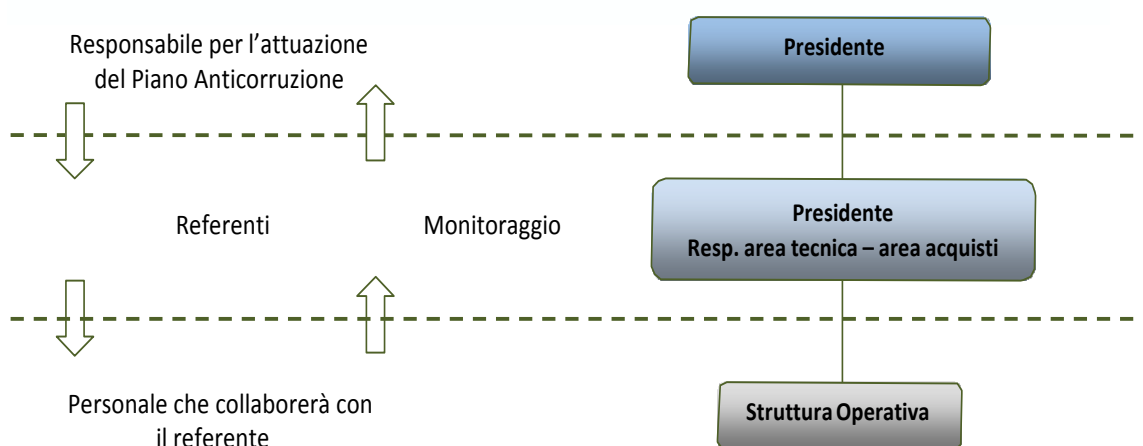 Responsabile per l'attuazione
del Piano Anticorruzione
Presidente
Referenti
Monitoraggio
Presidente
Resp. area tecnica – area acquisti
Personale che collaborerà con
il referente
Struttura Operativa